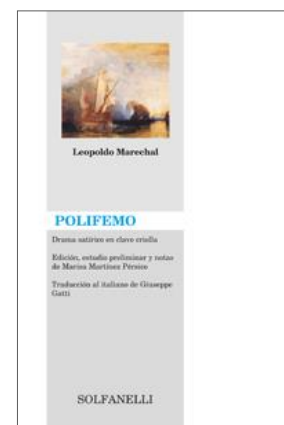 Leopoldo Marechal
POLIFEMO
Drama satírico en clave criolla
Edición, estudio preliminar y notas
de Marisa Martínez Pérsico
Traducción al italiano de Giuseppe
Gatti
SOLFANELLI